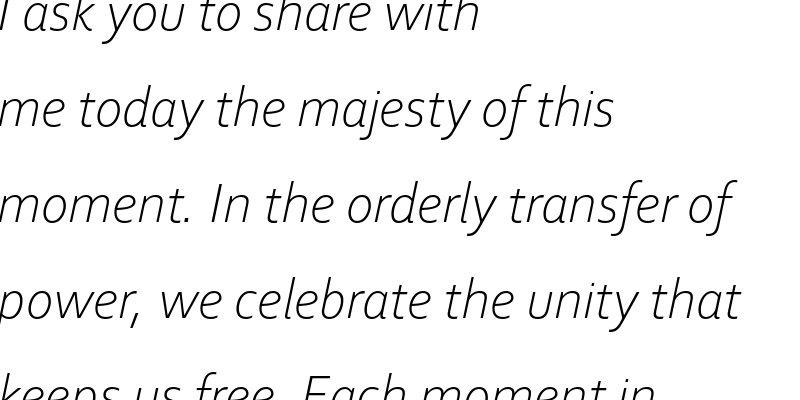 I ask you to share with
me today the majesty of this
moment. In the orderly transfer of
power, we celebrate the unity that
keeps us free. Each moment in